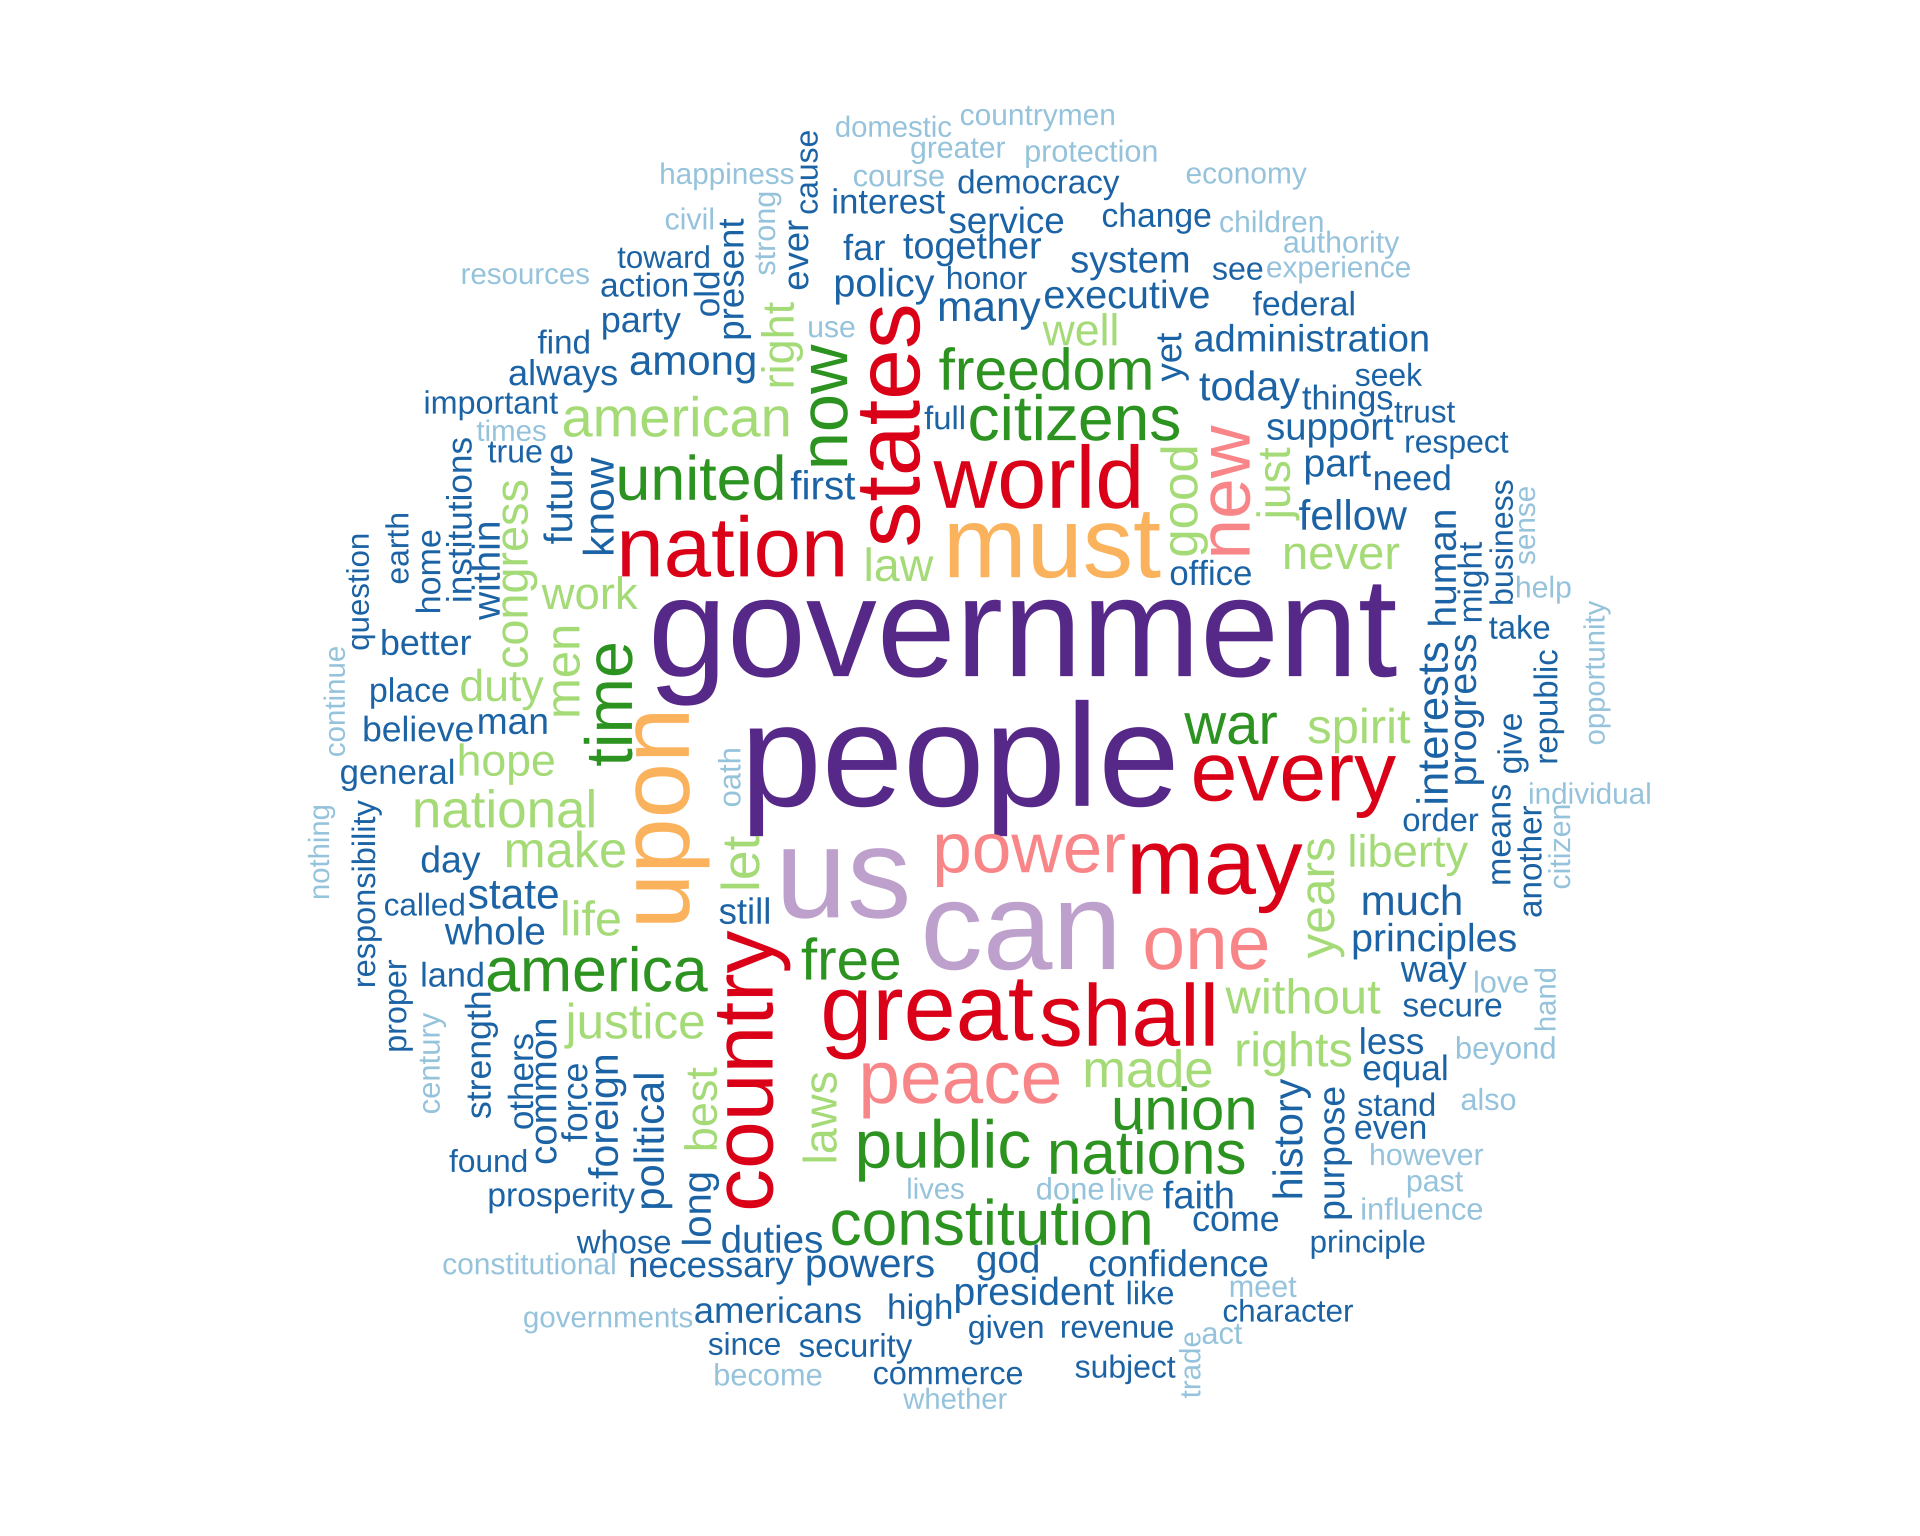 countrymen
domestic
greater
protection
cause
happiness
course
democracy
economy
interest
strong
civil
service
change
children
present
ever
far
together
authority
toward
system
see
experience
resources
action
old
policy
honor
many
executive
federal
party
right
use
states
well
find
now
freedom
yet
administration
always
among
today
seek
important
american
full
citizens
things
trust
times
support
respect
true
institutions
future
know
united
first
world
good
new
just
part
need
congress
business
sense
fellow
question
earth
home
within
nation
law
must
office
never
human
might
help
work
government
take
better
men
time
opportunity
continue
place
duty
interests
progress
republic
believe
man
upon
people
war
spirit
give
general
hope
oath
every
individual
nothing
responsibility
national
order
means
another
citizen
day
make
let
us
power
may
years
liberty
called
state
life
still
can
much
whole
country
free
one
principles
proper
land
america
way
love
hand
century
strength
great
shall
without
secure
others
common
justice
rights
less
beyond
force
foreign
political
best
laws
peace
made
equal
union
history
purpose
stand
also
public
nations
even
found
however
prosperity
long
lives
done
live
faith
past
constitution
come
influence
whose
duties
principle
constitutional
necessary
powers
god
confidence
president
like
meet
governments
americans
high
character
given
revenue
act
since
security
trade
become
commerce
subject
whether